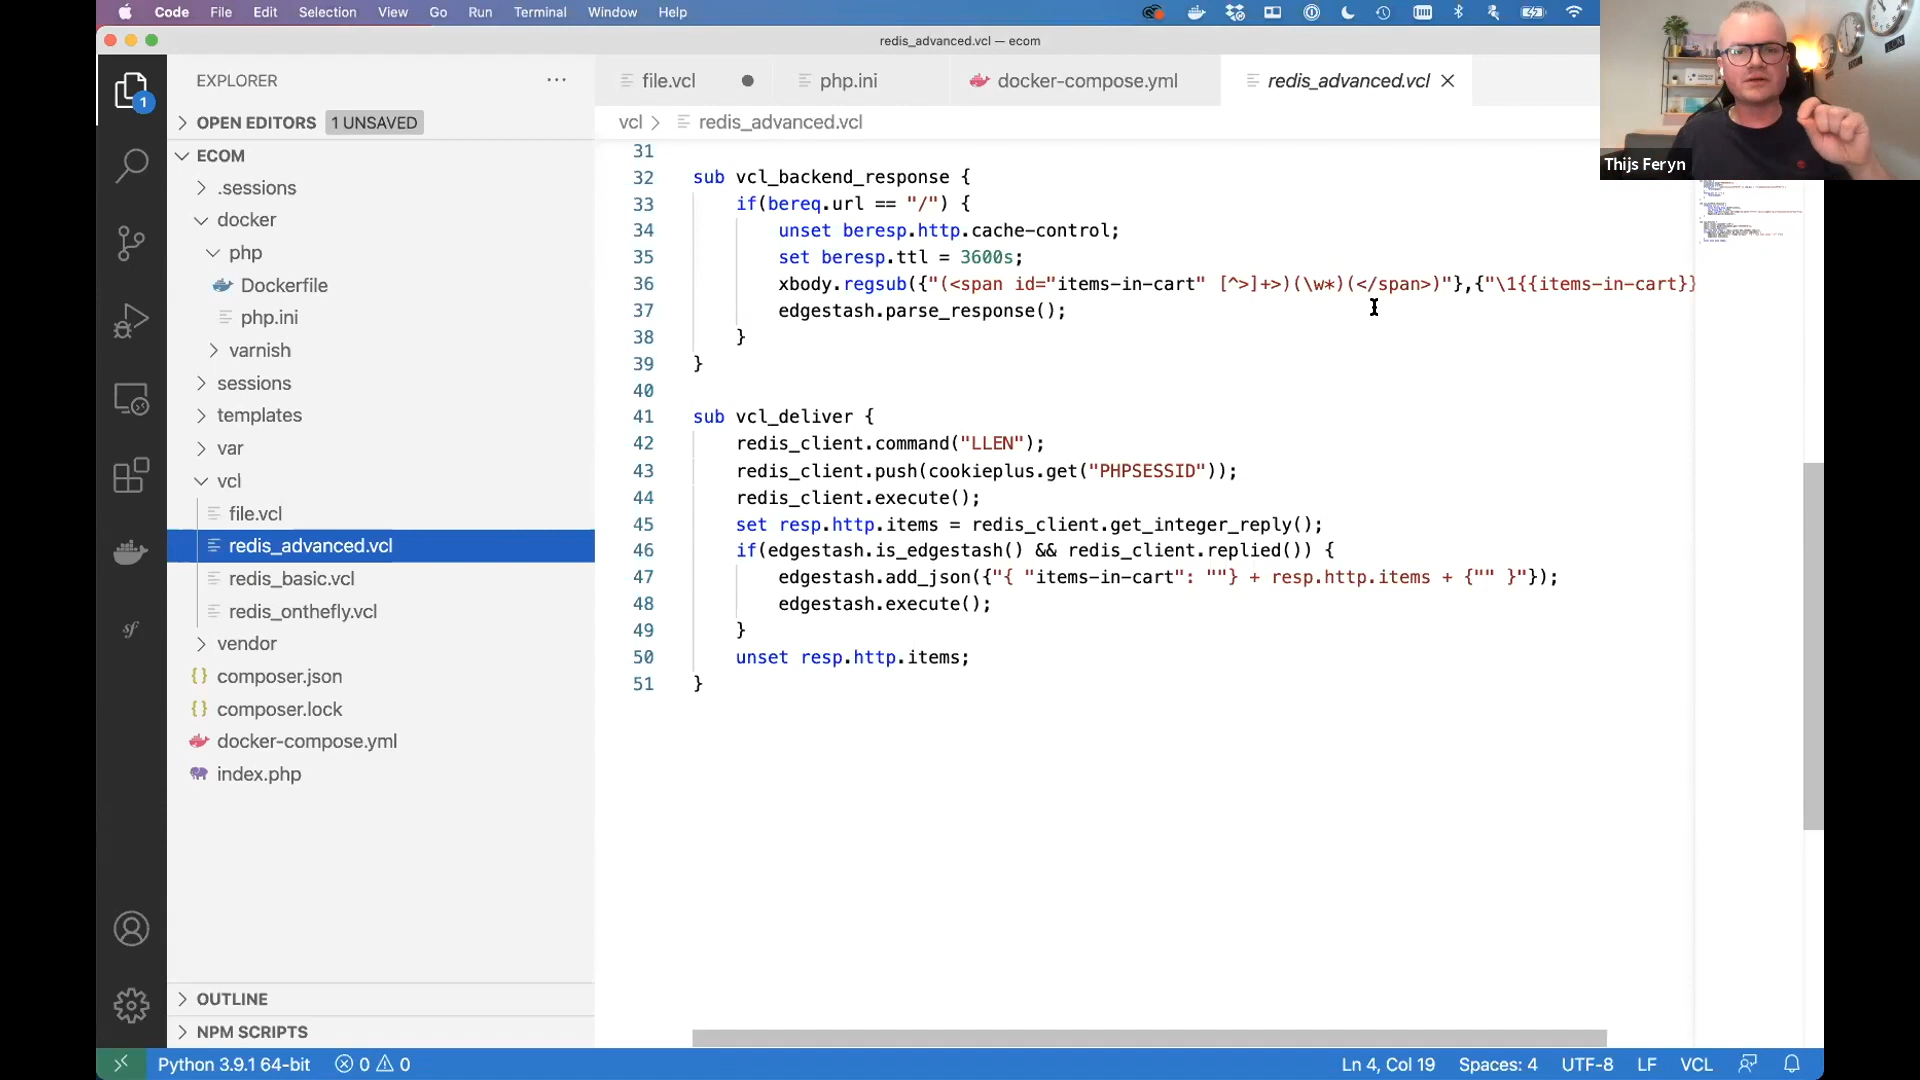 Code File Edit Selection View Go Run Terminal Window Help
redis_advanced.vcl — ecom
Thijs Feryn
EXPLORER
OPEN EDITORS 1 UNSAVED
ECOM
.sessions
docker
php
Dockerfile
php.ini
varnish
sessions
templates
var
vcl
file.vcl
redis_advanced.vcl
redis_basic.vcl
redis_onthefly.vcl
vendor
composer.json
composer.lock
docker-compose.yml
index.php
OUTLINE
NPM SCRIPTS
1
file.vcl php.ini docker-compose.yml redis_advanced.vcl
vcl redis_advanced.vcl
31
32 sub vcl_backend_response {
33 if(bereq.url == "/") {
34 unset beresp.http.cache-control;
35 set beresp.ttl = 3600s;
36 xbody.regsub({"(<span id="items-in-cart" [^>]+>)(\w*)(</span>)"},{"\1{{items-in-cart}}
37 edgestash.parse_response();
38 }
39 }
40
41 sub vcl_deliver {
42 redis_client.command("LLEN");
43 redis_client.push(cookieplus.get("PHPSESSID"));
44 redis_client.execute();
45 set resp.http.items = redis_client.get_integer_reply();
46 if(edgestash.is_edgestash() && redis_client.replied()) {
47 edgestash.add_json({"{ "items-in-cart": ""} + resp.http.items + {"" }"});
48 edgestash.execute();
49 }
50 unset resp.http.items;
51 }
Python 3.9.1 64-bit 0 0 Ln 4, Col 19 Spaces: 4 UTF-8 LF VCL